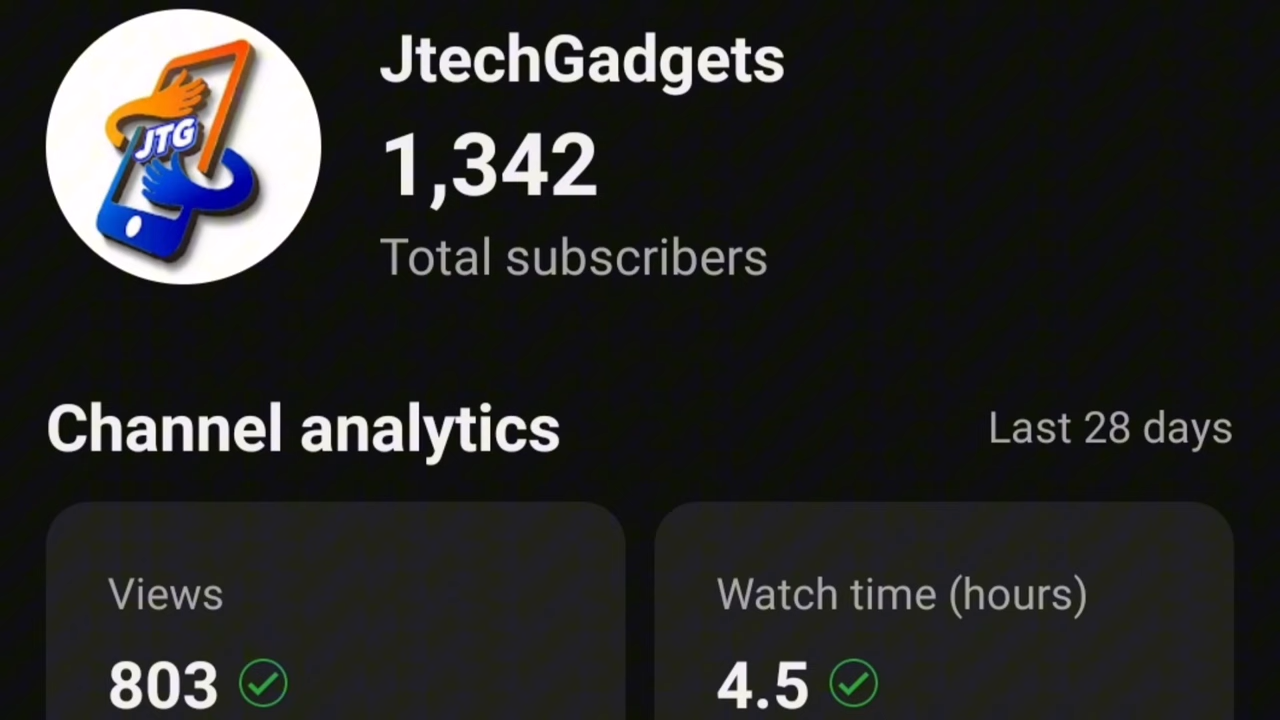 JTG
JtechGadgets
1,342
Total subscribers
Channel analytics
Last 28 days
Views
Watch time (hours)
803
4.5